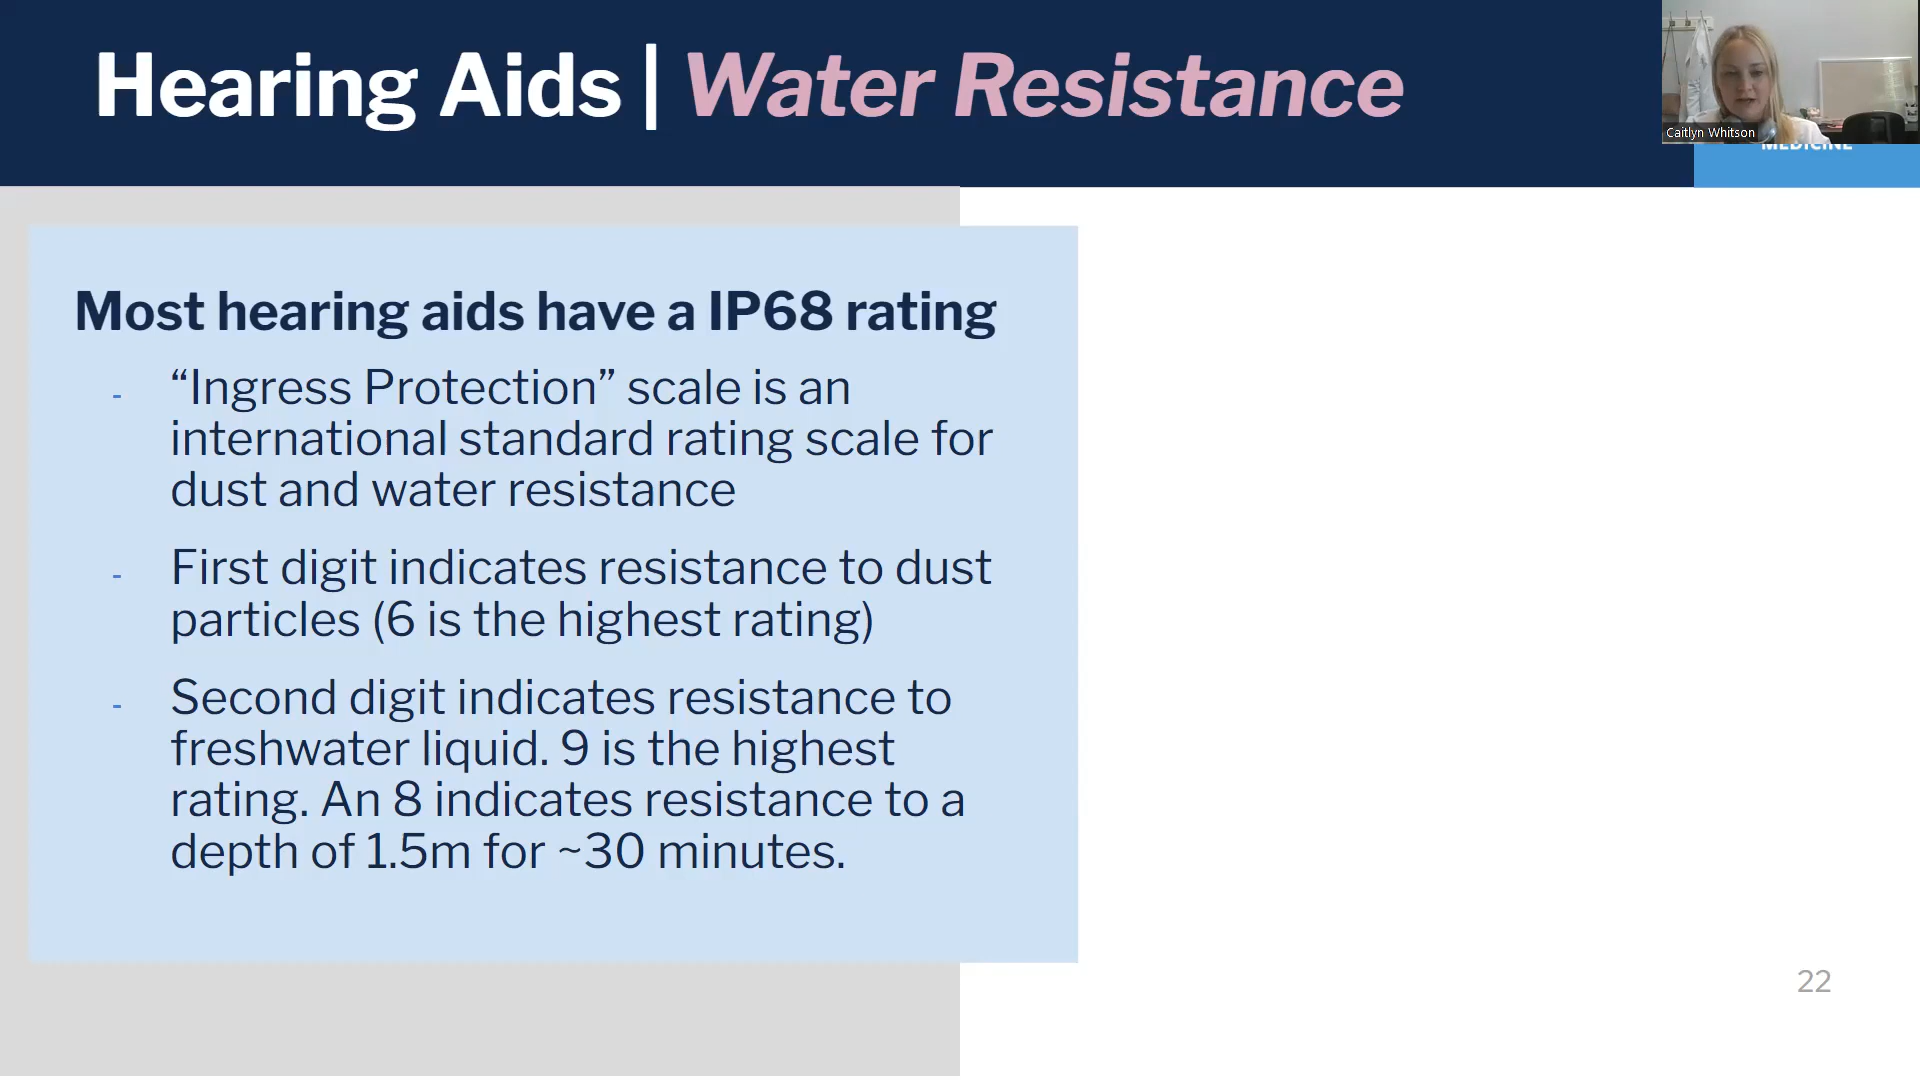 Hearing Aids | Water Resistance
Caitlyn Whitson
MEDICINE
Most hearing aids have a IP68 rating
- “Ingress Protection” scale is an
international standard rating scale for
dust and water resistance
- First digit indicates resistance to dust
particles (6 is the highest rating)
- Second digit indicates resistance to
freshwater liquid. 9 is the highest
rating. An 8 indicates resistance to a
depth of 1.5m for ~30 minutes.
22